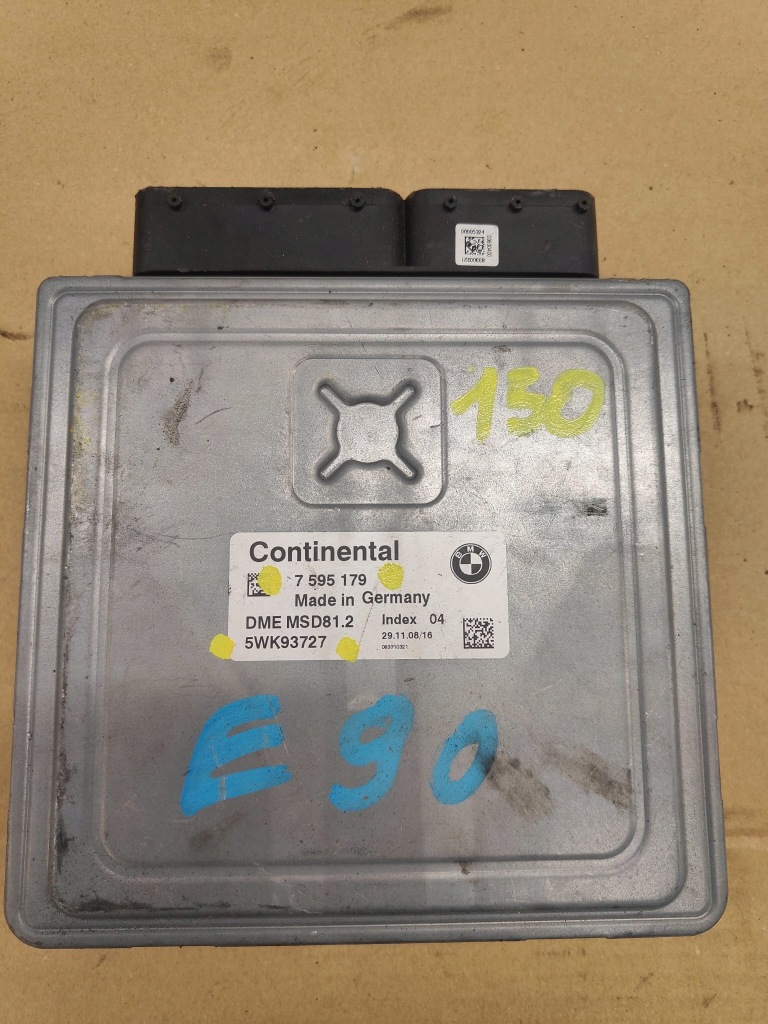 150
Continental
BMW
7 595 179
Made in Germany
DME MSD81.2
Index 04
5WK93727
29.11.08/16
E90